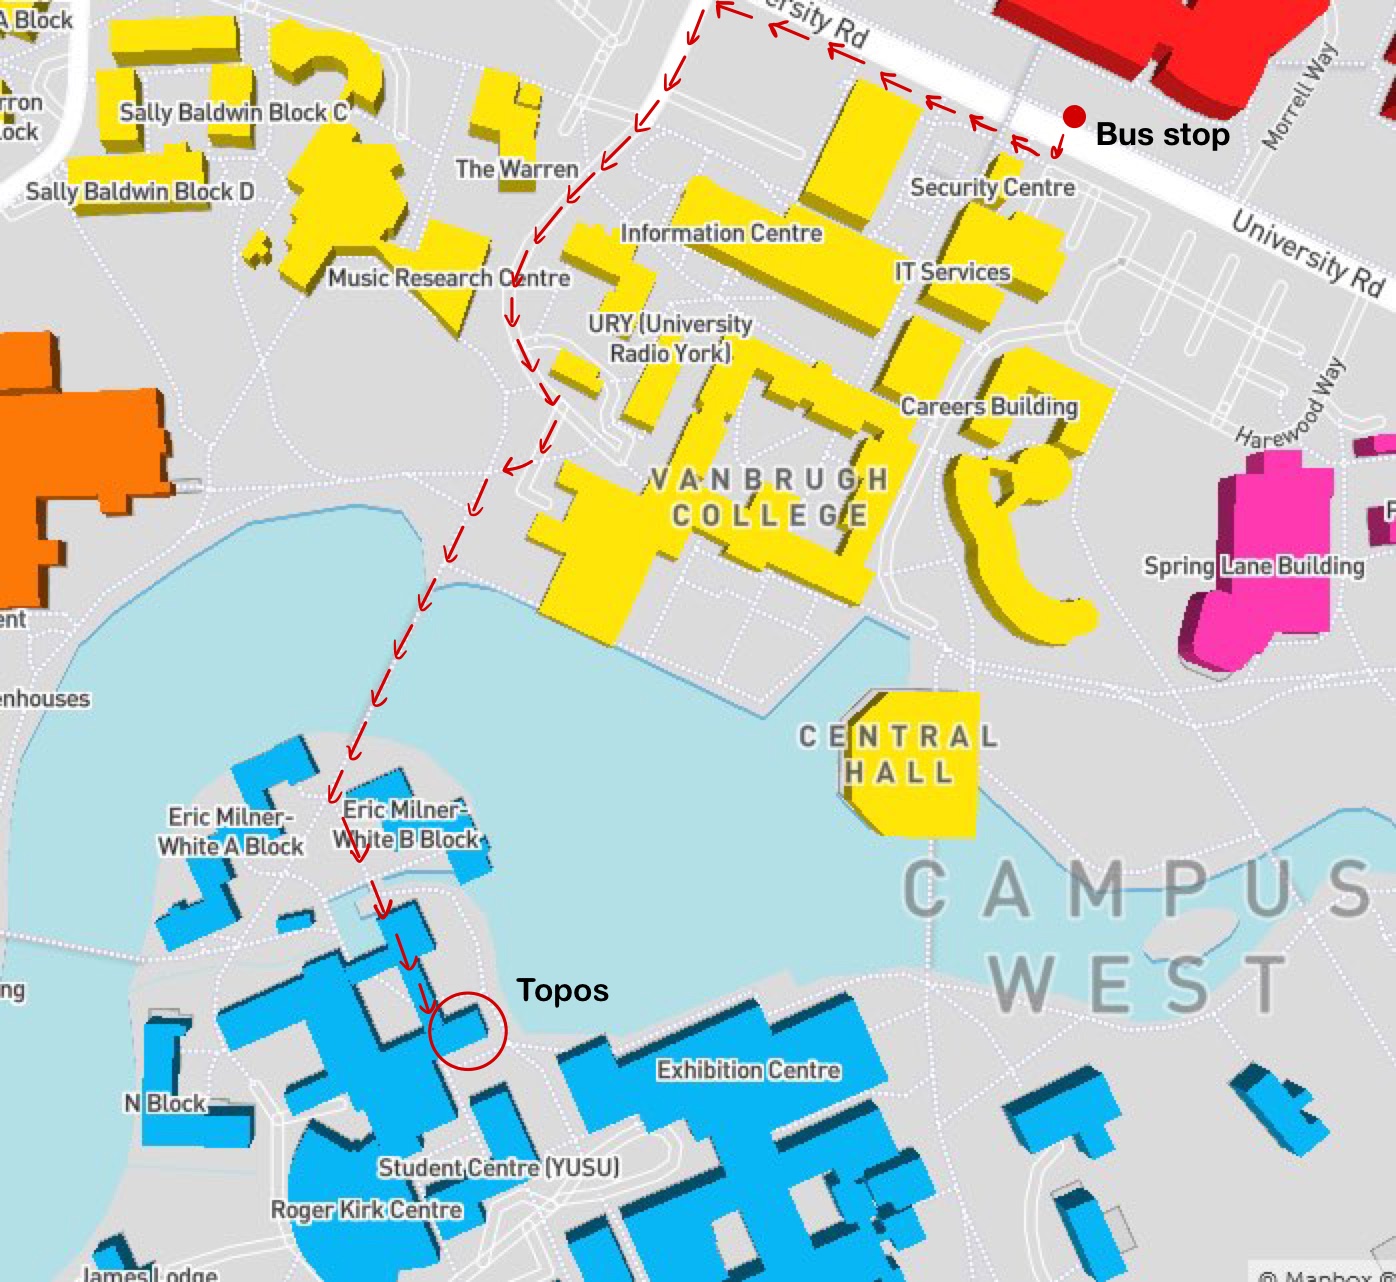 A Block
ersity Rd
Sally Baldwin Block C
rron
ock
Morrell Way
Bus stop
The Warren
Sally Baldwin Block D
Security Centre
Information Centre
University Rd
Music Research Centre
IT Services
URY (University
Radio York)
Careers Building
Harewood Way
VANBRUGH
COLLEGE
Spring Lane Building
ent
enhouses
CENTRAL
HALL
Eric Milner-
White A Block
Eric Milner-
White B Block
CAMPUS
WEST
ng
Topos
Exhibition Centre
N Block
Student Centre (YUSU)
Roger Kirk Centre
James Lodge
© Mapbox ©